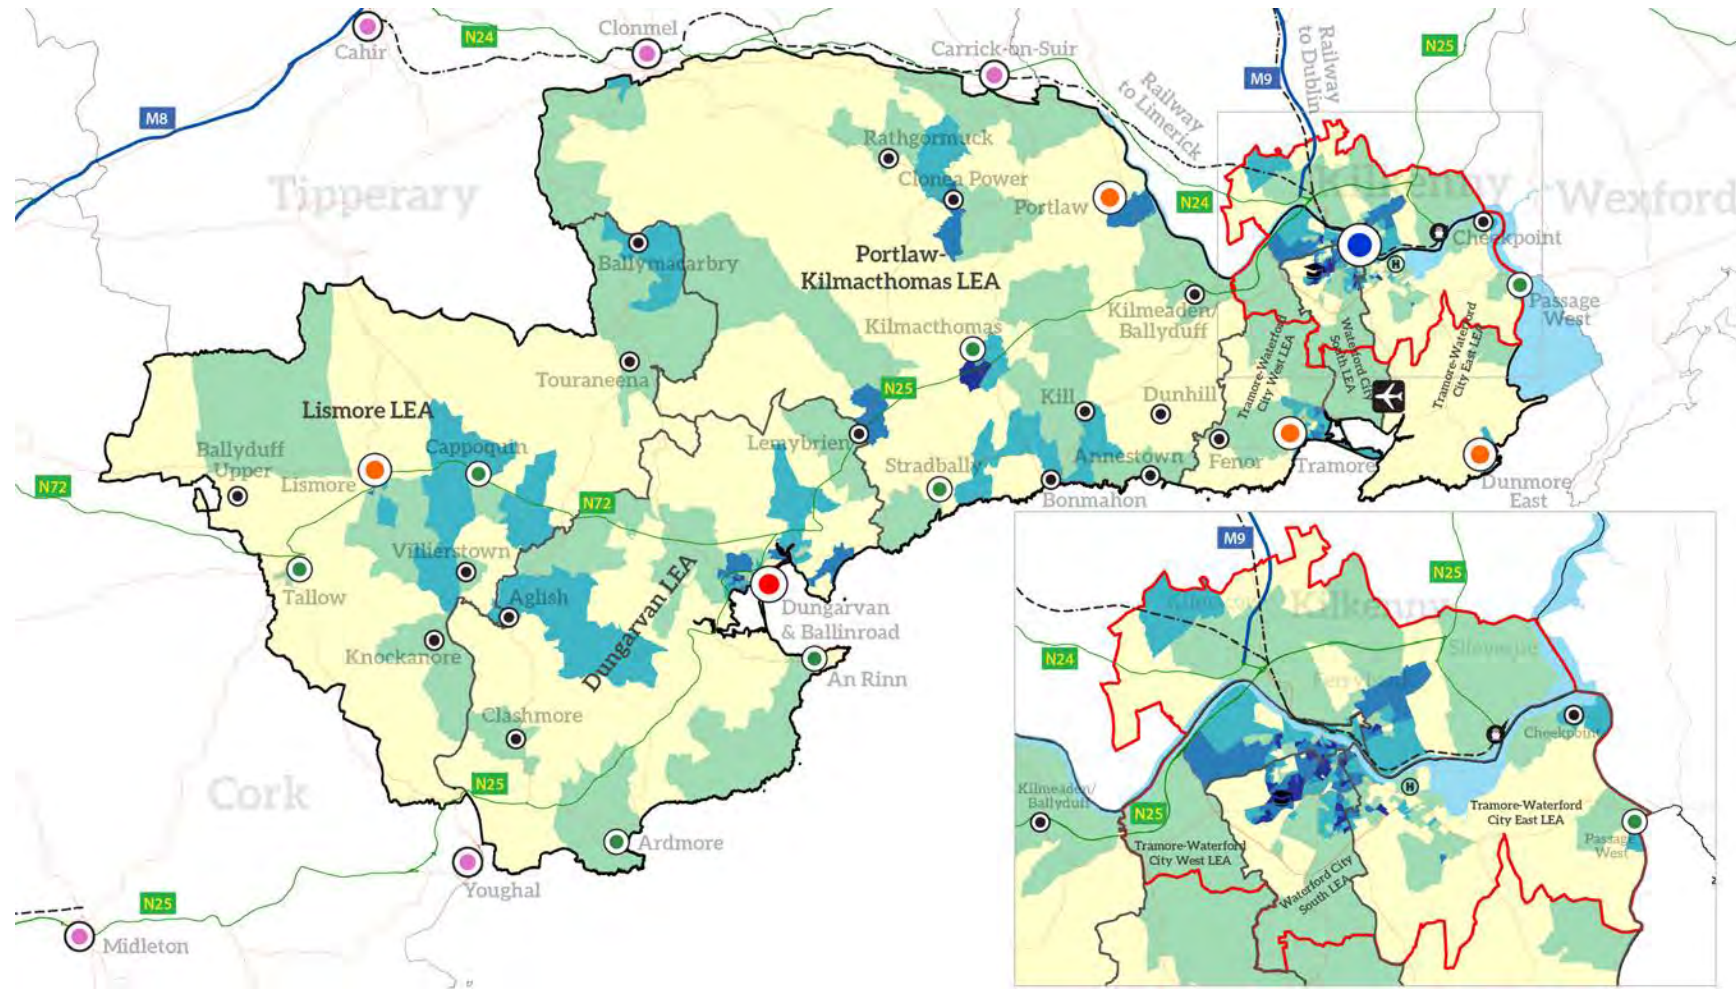 Cahir
N24
Clonmel
Carrick-on-Suir
N25
M9
Railway
to Dublin
Railway
to Limerick
M8
Tipperary
Kilkenny
Wexford
Rathgormuck
Clonea Power
Portlaw
N24
Cheekpoint
Ballymacarbry
Portlaw-
Kilmacthomas LEA
Kilmeaden/
Ballyduff
Passage
West
Kilmacthomas
Touraneena
Tramore-Waterford
City West LEA
Waterford City
South LEA
Tramore-Waterford
City East LEA
N25
Lismore LEA
Kill
Dunhill
Ballyduff
Upper
Cappoquin
Lemybrien
Lismore
Stradbally
Annestown
Fenor
Tramore
Bonmahon
Dunmore
East
N72
N72
Villierstown
Tallow
Aglish
Dungarvan LEA
Dungarvan
& Ballinroad
Knockanore
An Rinn
Clashmore
Cork
N25
Ardmore
Youghal
N25
Midleton
M9
N25
Kilkenny
N24
Cheekpoint
Kilmeaden/
Ballyduff
N25
H
H
Tramore-Waterford
City East LEA
Tramore-Waterford
City West LEA
Passage
West
Waterford City
South LEA